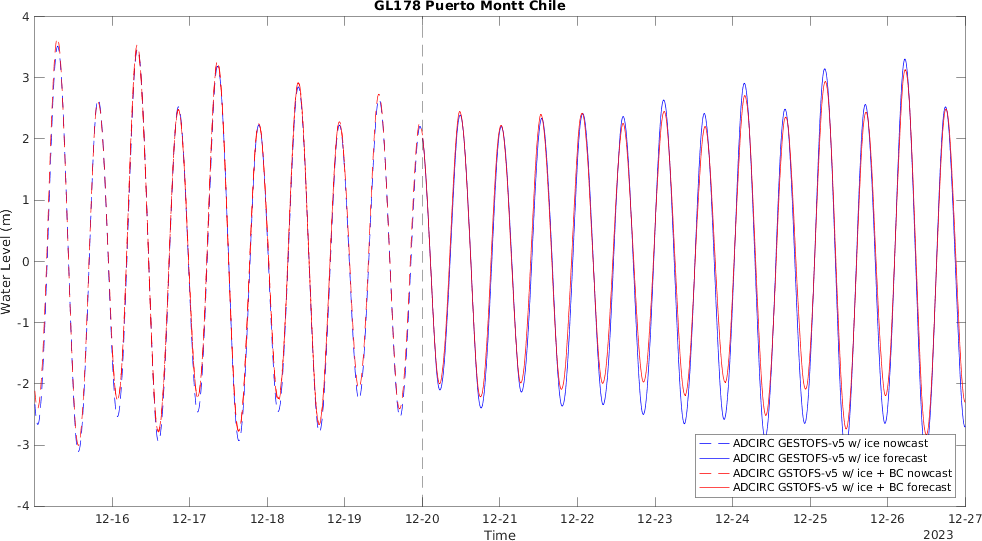 GL178 Puerto Montt Chile
4
3
2
1
0
-1
-2
-3
-4
Water Level (m)
ADCIRC GESTOFS-v5 w/ ice nowcast
ADCIRC GESTOFS-v5 w/ ice forecast
ADCIRC GSTOFS-v5 w/ ice + BC nowcast
ADCIRC GSTOFS-v5 w/ ice + BC forecast
12-16 12-17 12-18 12-19 12-20 12-21 12-22 12-23 12-24 12-25 12-26 12-27
Time
2023